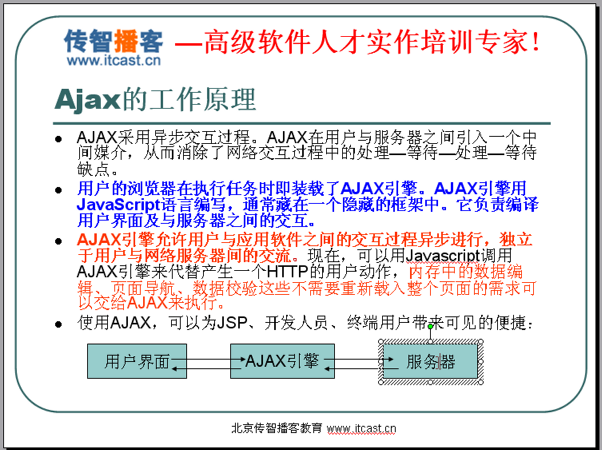 传智播客 —高级软件人才实作培训专家!
www.itcast.cn
Ajax的工作原理
AJAX采用异步交互过程。AJAX在用户与服务器之间引入一个中
间媒介，从而消除了网络交互过程中的处理—等待—处理—等待
缺点。
用户的浏览器在执行任务时即装载了AJAX引擎。AJAX引擎用
JavaScript语言编写，通常藏在一个隐藏的框架中。它负责编译
用户界面及与服务器之间的交互。
AJAX引擎允许用户与应用软件之间的交互过程异步进行，独立
于用户与网络服务器间的交流。现在，可以用Javascript调用
AJAX引擎来代替产生一个HTTP的用户动作，内存中的数据编
辑、页面导航、数据校验这些不需要重新载入整个页面的需求可
以交给AJAX来执行。
使用AJAX，可以为JSP、开发人员、终端用户带来可见的便捷：
用户界面 AJAX引擎 服务器
北京传智播客教育 www.itcast.cn